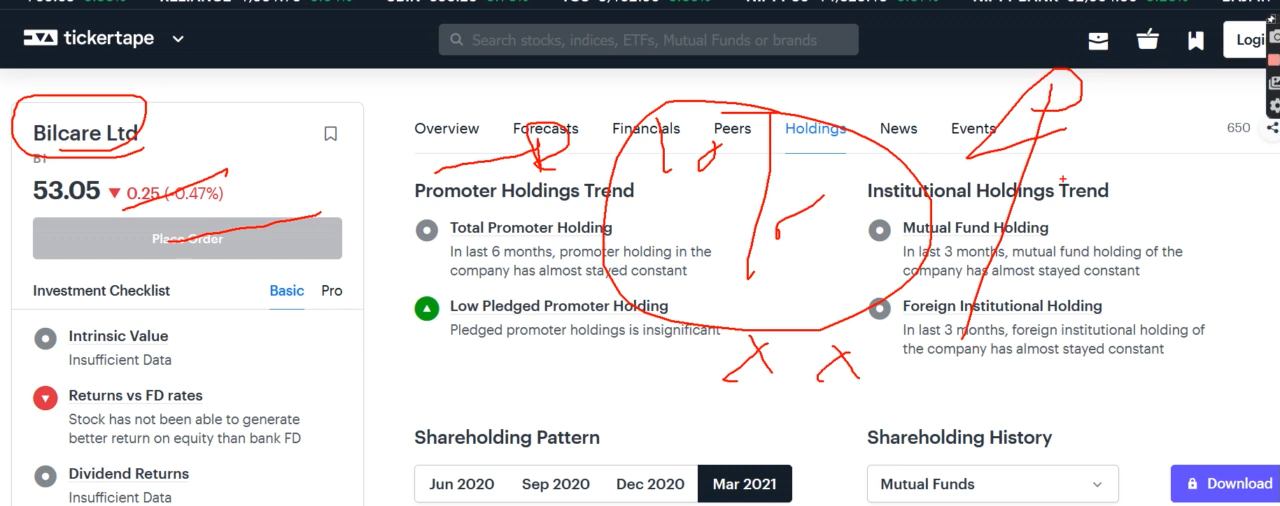 tickertape
Search stocks, indices, ETFs, Mutual Funds or brands
Bilcare Ltd
53.05 0.25 (-0.47%)
Place Order
Investment Checklist Basic Pro
Intrinsic Value
Insufficient Data
Returns vs FD rates
Stock has not been able to generate
better return on equity than bank FD
Dividend Returns
Insufficient Data
Overview Forecasts Financials Peers Holdings News Events
650
Promoter Holdings Trend
Total Promoter Holding
In last 6 months, promoter holding in the
company has almost stayed constant
Low Pledged Promoter Holding
Pledged promoter holdings is insignificant
Institutional Holdings Trend
Mutual Fund Holding
In last 3 months, mutual fund holding of the
company has almost stayed constant
Foreign Institutional Holding
In last 3 months, foreign institutional holding of
the company has almost stayed constant
Shareholding Pattern
Jun 2020 Sep 2020 Dec 2020 Mar 2021
Shareholding History
Mutual Funds
Download